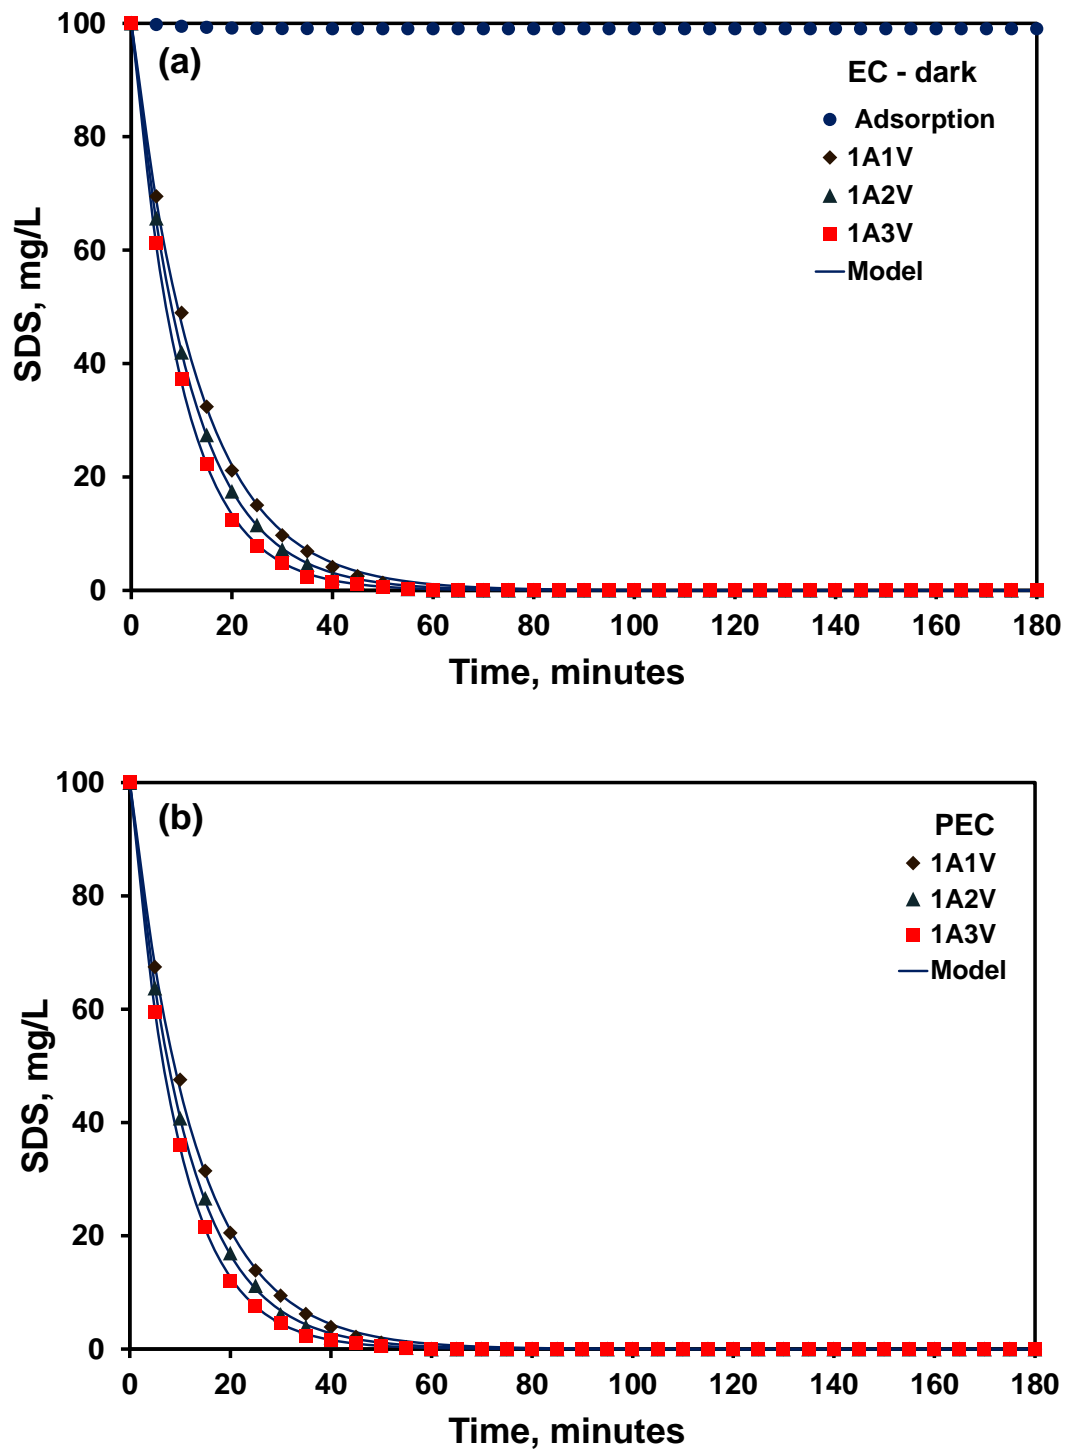 (a)
EC - dark
Adsorption
1A1V
1A2V
1A3V
Model
100
80
60
40
20
0
SDS, mg/L
0 20 40 60 80 100 120 140 160 180
Time, minutes
(b)
PEC
1A1V
1A2V
1A3V
Model
100
80
60
40
20
0
SDS, mg/L
0 20 40 60 80 100 120 140 160 180
Time, minutes